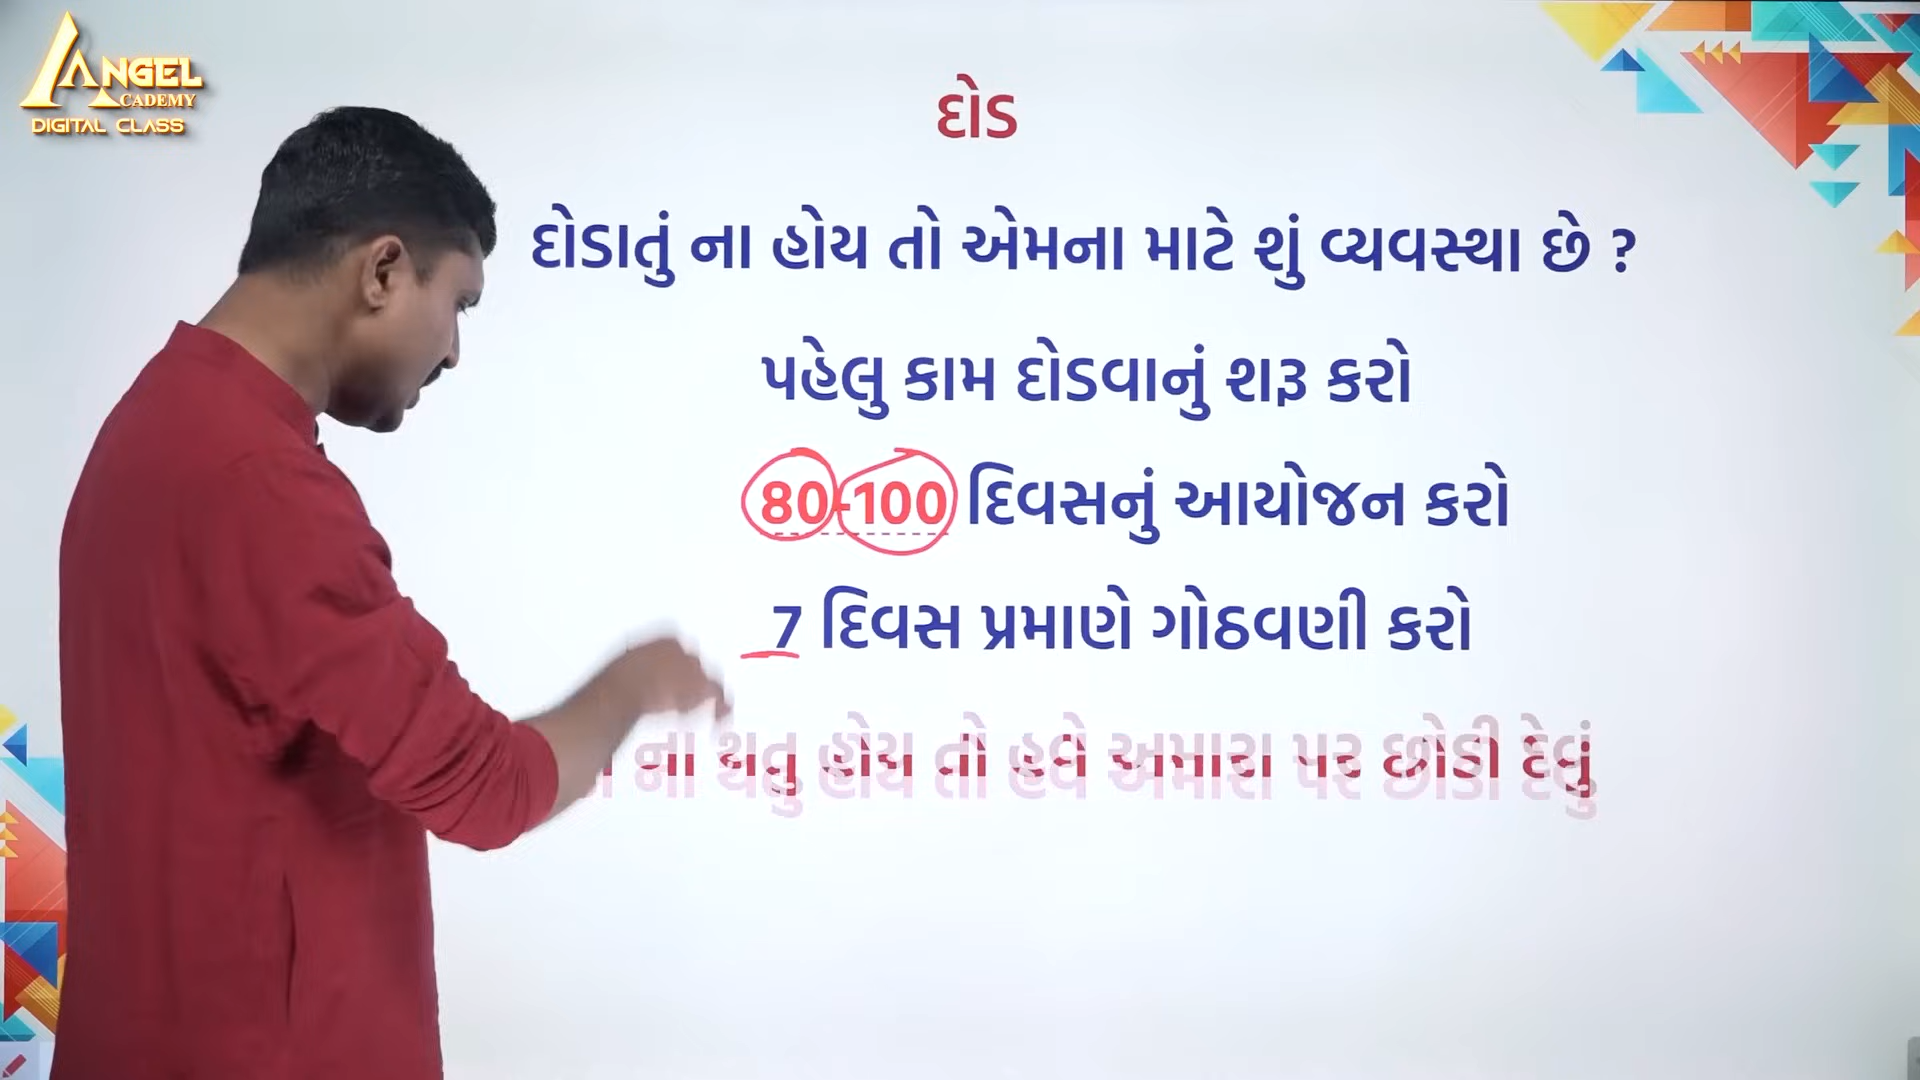 ANGEL
ACADEMY
DIGITAL CLASS
દોડ
દોડાતું ના હોય તો એમના માટે શું વ્યવસ્થા છે ?
પહેલુ કામ દોડવાનું શરૂ કરો
80-100 દિવસનું આયોજન કરો
7 દિવસ પ્રમાણે ગોઠવણી કરો
ના થતુ હોય તો હવે અમારા પર છોડી દેવું